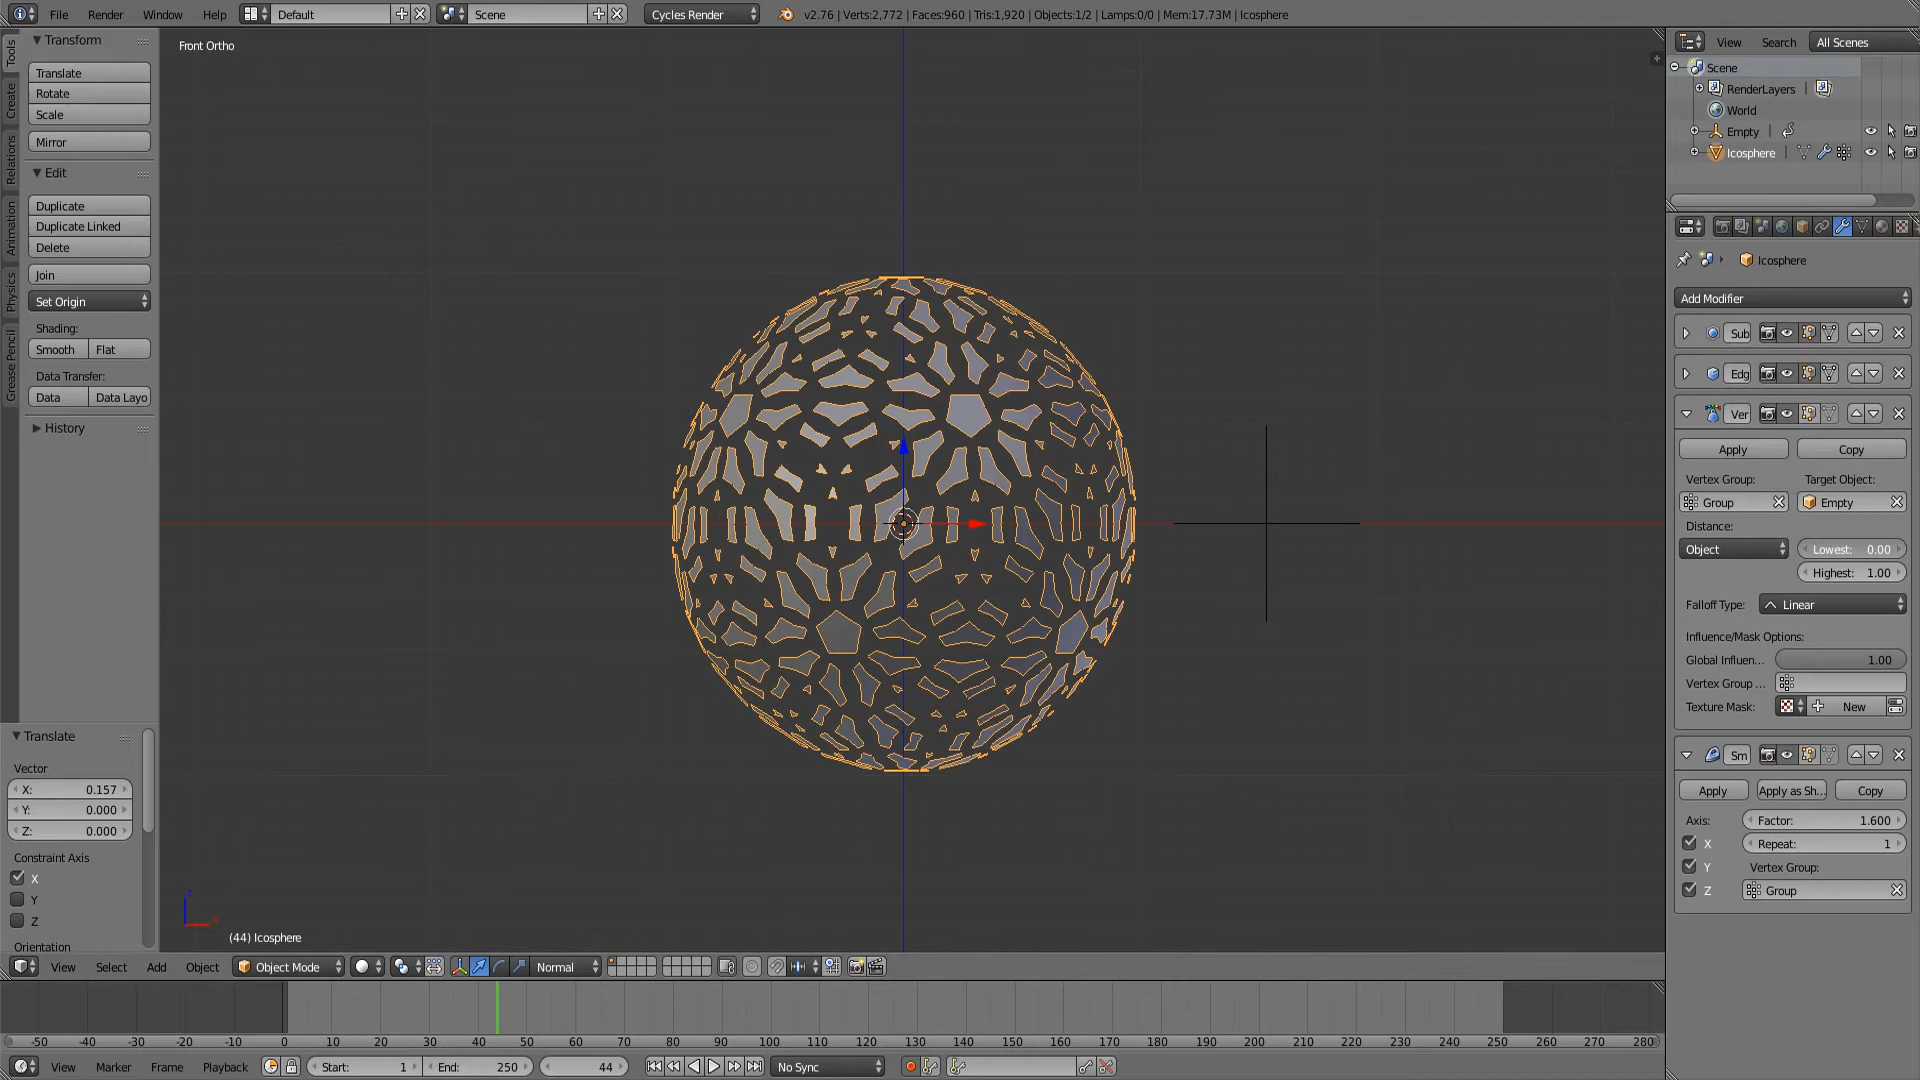 File Render Window Help Default Scene Cycles Render v2.76 | Verts:2,772 | Faces:960 | Tris:1,920 | Objects:1/2 | Lamps:0/0 | Mem:17.73M | Icosphere
Tools
Create
Relations
Animation
Physics
Grease Pencil
Transform
Translate
Rotate
Scale
Mirror
Edit
Duplicate
Duplicate Linked
Delete
Join
Set Origin
Shading:
Smooth Flat
Data Transfer:
Data Data Layo
History
Translate
Vector
X: 0.157
Y: 0.000
Z: 0.000
Constraint Axis
X
Y
Z
Orientation
Front Ortho
z
x
(44) Icosphere
View Select Add Object Object Mode Normal
-50 -40 -30 -20 -10 0 10 20 30 40 50 60 70 80 90 100 110 120 130 140 150 160 170 180 190 200 210 220 230 240 250 260 270 280
View Marker Frame Playback Start: 1 End: 250 44 No Sync
View Search All Scenes
Scene
RenderLayers
World
Empty
Icosphere
Icosphere
Add Modifier
Sub
Edg
Ver
Apply Copy
Vertex Group: Target Object:
Group Empty
Distance:
Object Lowest: 0.00
Highest: 1.00
Falloff Type: Linear
Influence/Mask Options:
Global Influen... 1.00
Vertex Group ...
Texture Mask: New
Sm
Apply Apply as Sh... Copy
Axis: Factor: 1.600
X Repeat: 1
Y Vertex Group:
Z Group